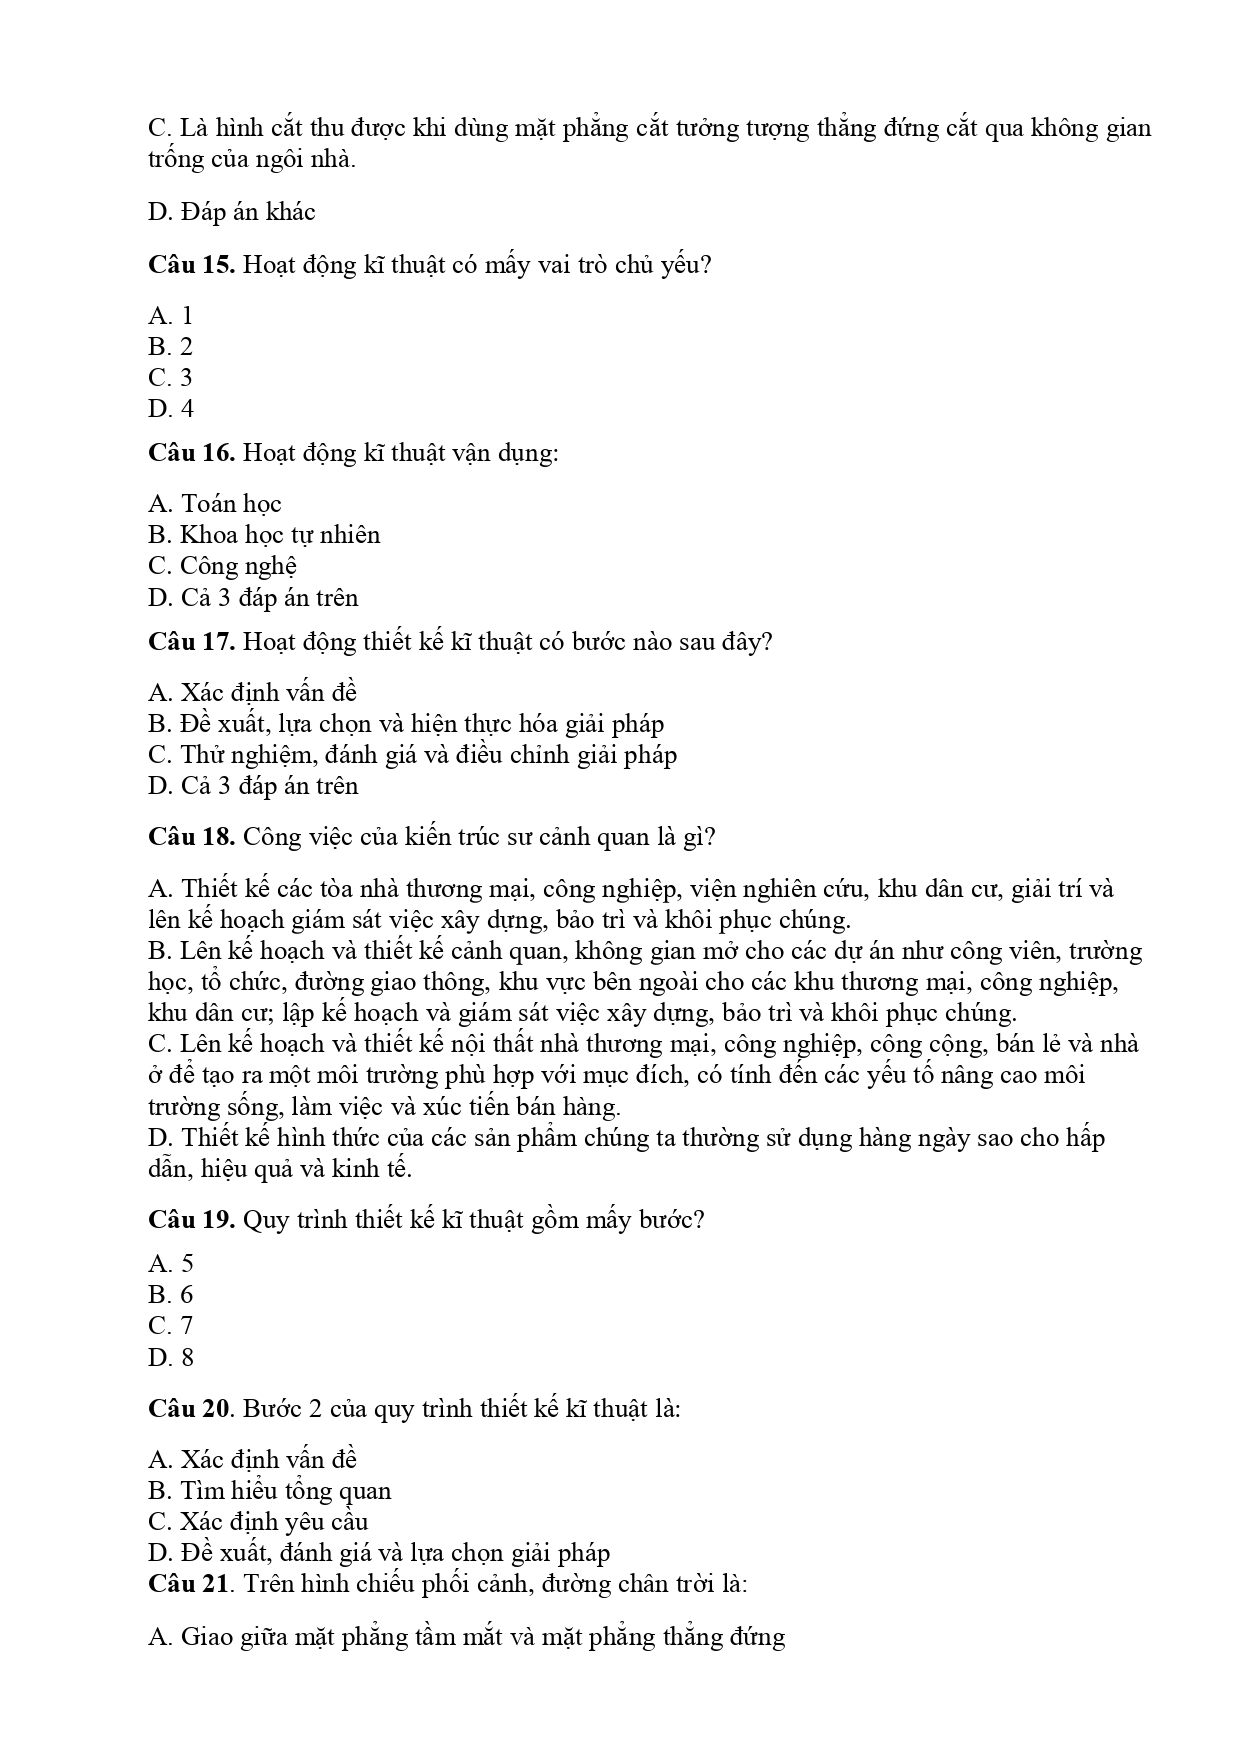 C. Là hình cắt thu được khi dùng mặt phẳng cắt tưởng tượng thẳng đứng cắt qua không gian
trống của ngôi nhà.
D. Đáp án khác
Câu 15. Hoạt động kĩ thuật có mấy vai trò chủ yếu?
A. 1
B. 2
C. 3
D. 4
Câu 16. Hoạt động kĩ thuật vận dụng:
A. Toán học
B. Khoa học tự nhiên
C. Công nghệ
D. Cả 3 đáp án trên
Câu 17. Hoạt động thiết kế kĩ thuật có bước nào sau đây?
A. Xác định vấn đề
B. Đề xuất, lựa chọn và hiện thực hóa giải pháp
C. Thử nghiệm, đánh giá và điều chỉnh giải pháp
D. Cả 3 đáp án trên
Câu 18. Công việc của kiến trúc sư cảnh quan là gì?
A. Thiết kế các tòa nhà thương mại, công nghiệp, viện nghiên cứu, khu dân cư, giải trí và
lên kế hoạch giám sát việc xây dựng, bảo trì và khôi phục chúng.
B. Lên kế hoạch và thiết kế cảnh quan, không gian mở cho các dự án như công viên, trường
học, tổ chức, đường giao thông, khu vực bên ngoài cho các khu thương mại, công nghiệp,
khu dân cư; lập kế hoạch và giám sát việc xây dựng, bảo trì và khôi phục chúng.
C. Lên kế hoạch và thiết kế nội thất nhà thương mại, công nghiệp, công cộng, bán lẻ và nhà
ở để tạo ra một môi trường phù hợp với mục đích, có tính đến các yếu tố nâng cao môi
trường sống, làm việc và xúc tiến bán hàng.
D. Thiết kế hình thức của các sản phẩm chúng ta thường sử dụng hàng ngày sao cho hấp
dẫn, hiệu quả và kinh tế.
Câu 19. Quy trình thiết kế kĩ thuật gồm mấy bước?
A. 5
B. 6
C. 7
D. 8
Câu 20. Bước 2 của quy trình thiết kế kĩ thuật là:
A. Xác định vấn đề
B. Tìm hiểu tổng quan
C. Xác định yêu cầu
D. Đề xuất, đánh giá và lựa chọn giải pháp
Câu 21. Trên hình chiếu phối cảnh, đường chân trời là:
A. Giao giữa mặt phẳng tầm mắt và mặt phẳng thẳng đứng